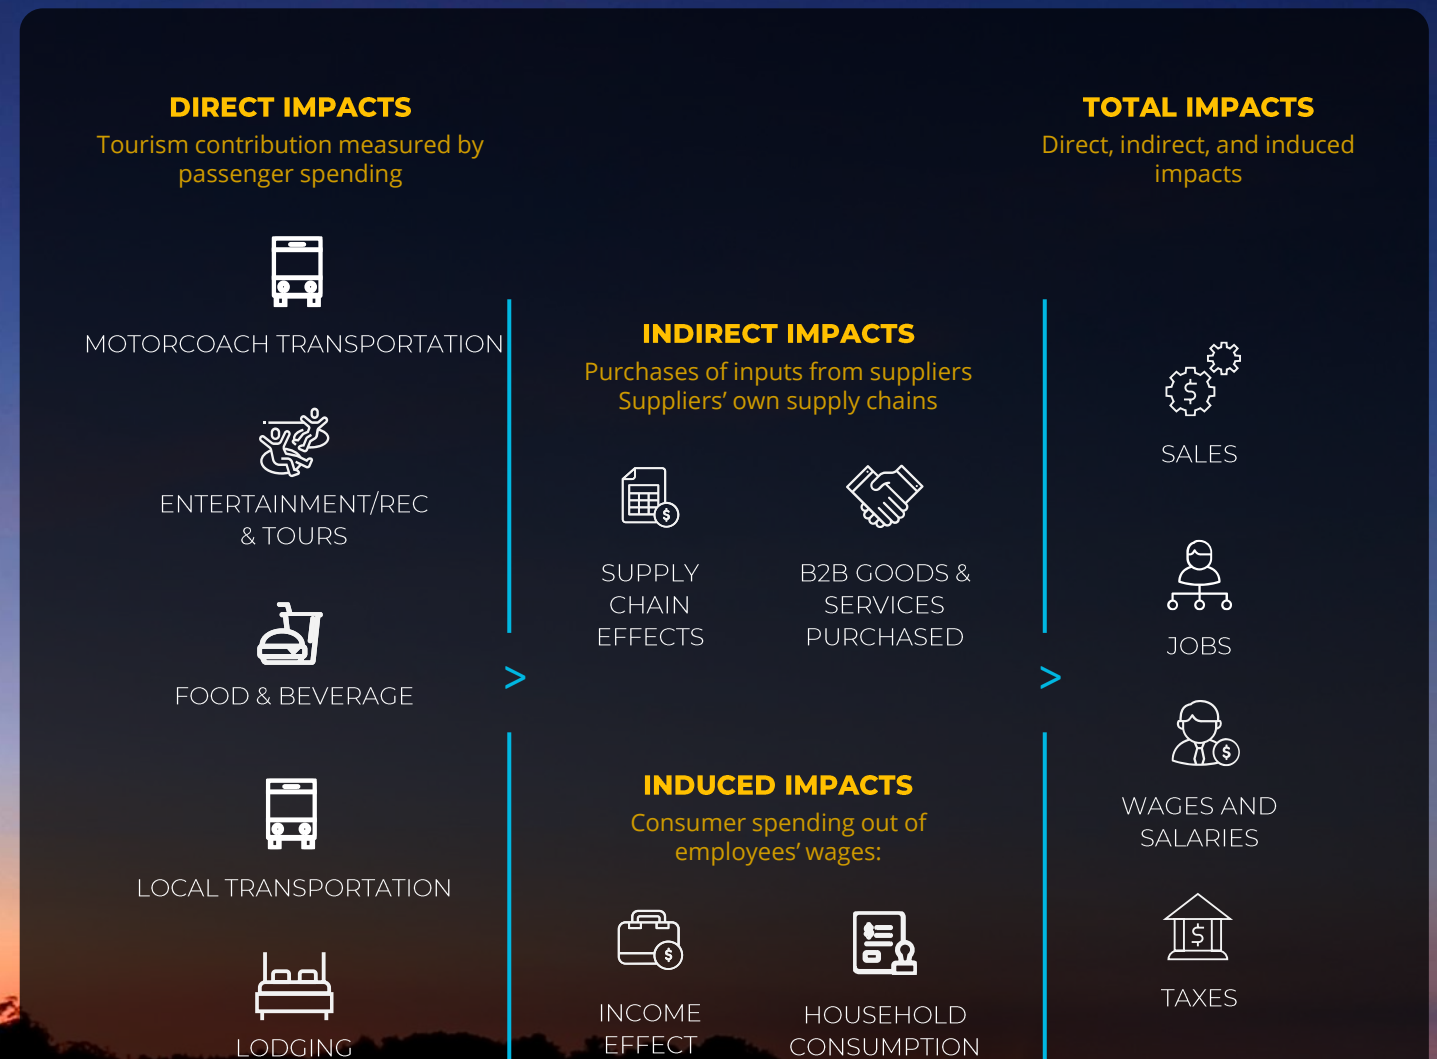 DIRECT IMPACTS
Tourism contribution measured by
passenger spending
MOTORCOACH TRANSPORTATION
ENTERTAINMENT/REC
& TOURS
FOOD & BEVERAGE
LOCAL TRANSPORTATION
LODGING
>
INDIRECT IMPACTS
Purchases of inputs from suppliers
Suppliers’ own supply chains
$
SUPPLY
CHAIN
EFFECTS
B2B GOODS &
SERVICES
PURCHASED
INDUCED IMPACTS
Consumer spending out of
employees’ wages:
$
INCOME
EFFECT
HOUSEHOLD
CONSUMPTION
>
TOTAL IMPACTS
Direct, indirect, and induced
impacts
$
SALES
JOBS
$
WAGES AND
SALARIES
$
TAXES